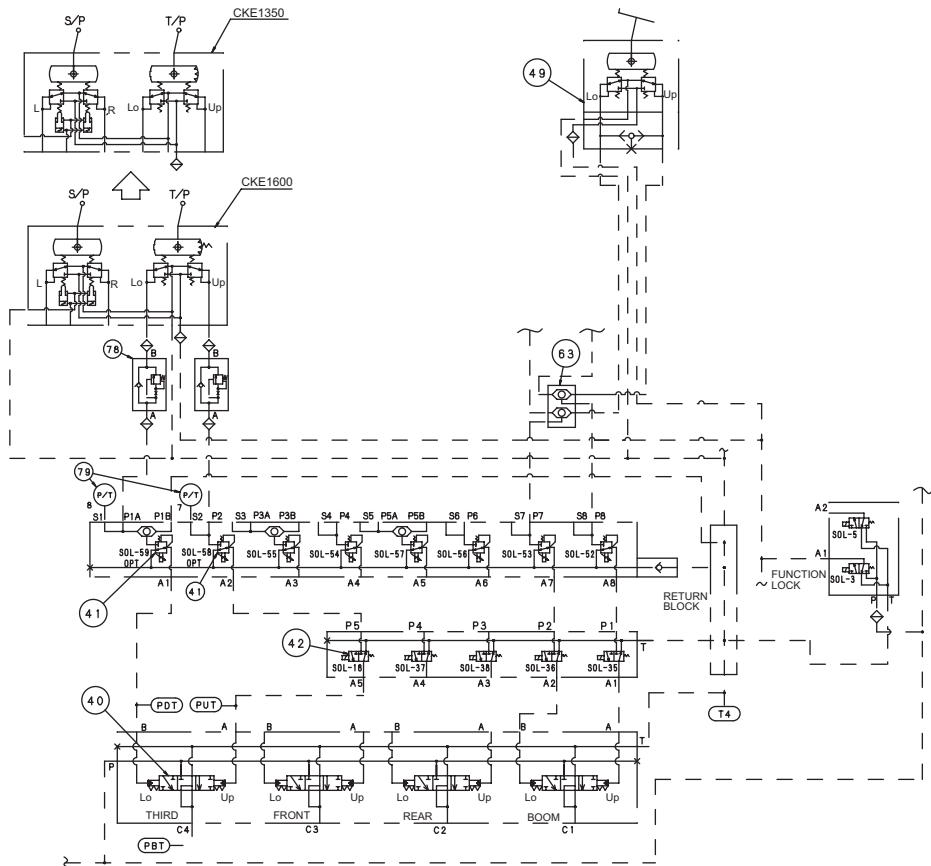 CKE1350
S/P T/P
L R Lo Up
49
Lo Up
CKE1600
S/P T/P
L R Lo Up
78
B B
A A
63
79
P/T P/T
8 7
S1 P1A P1B S2 P2 S3 P3A P3B S4 P4 S5 P5A P5B S6 P6 S7 P7 S8 P8
SOL-59 OPT SOL-58 OPT SOL-55 SOL-54 SOL-57 SOL-56 SOL-53 SOL-52
A1 A2 A3 A4 A5 A6 A7 A8
41 41
A2
SOL-5
A1
SOL-3
FUNCTION
LOCK
P T
RETURN
BLOCK
42
P5 P4 P3 P2 P1
T
SOL-18 SOL-37 SOL-38 SOL-36 SOL-35
A5 A4 A3 A2 A1
40
PDT PUT
T4
B A B A B A B A
T
P
Lo Up Lo Up Lo Up Lo Up
THIRD FRONT REAR BOOM
C4 C3 C2 C1
PBT